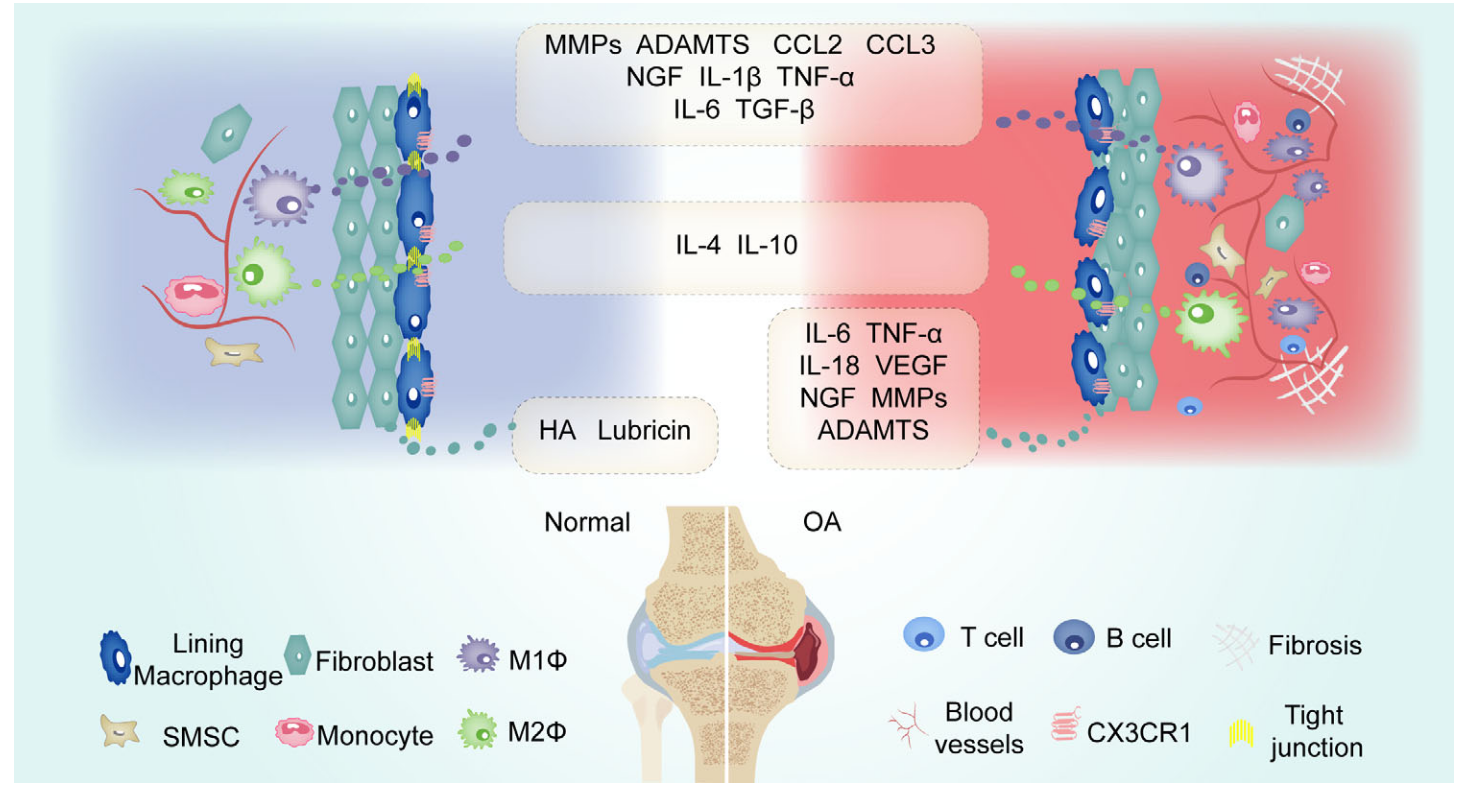 MMPs ADAMTS CCL2 CCL3
NGF IL-1β TNF-α
IL-6 TGF-β
IL-4 IL-10
IL-6 TNF-α
IL-18 VEGF
NGF MMPs
ADAMTS
HA Lubricin
Normal
OA
Lining
Macrophage
Fibroblast
M1Φ
SMSC
Monocyte
M2Φ
T cell
B cell
Fibrosis
Blood
vessels
CX3CR1
Tight
junction